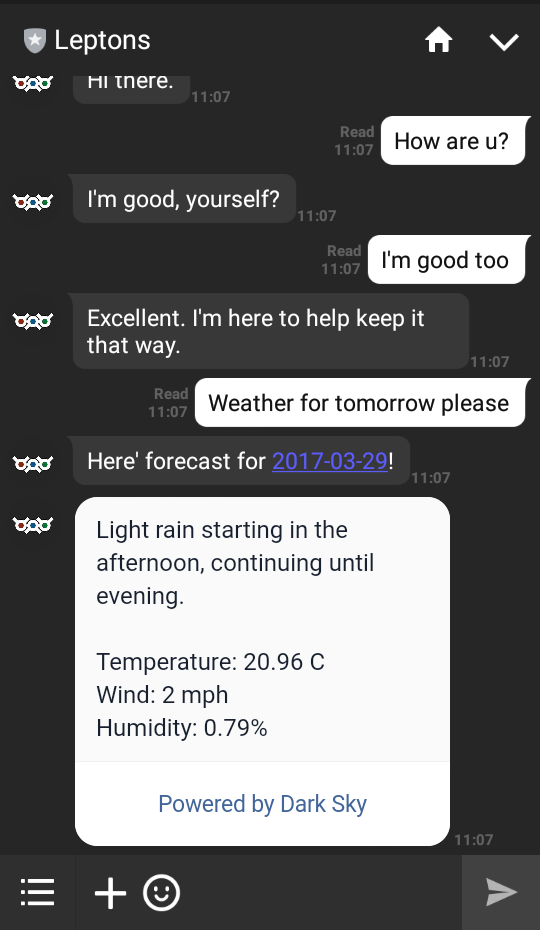 Leptons
Hi there.
11:07
Read
11:07
How are u?
I'm good, yourself?
11:07
Read
11:07
I'm good too
Excellent. I'm here to help keep it
that way.
11:07
Read
11:07
Weather for tomorrow please
Here' forecast for 2017-03-29!
11:07
Light rain starting in the
afternoon, continuing until
evening.
Temperature: 20.96 C
Wind: 2 mph
Humidity: 0.79%
Powered by Dark Sky
11:07